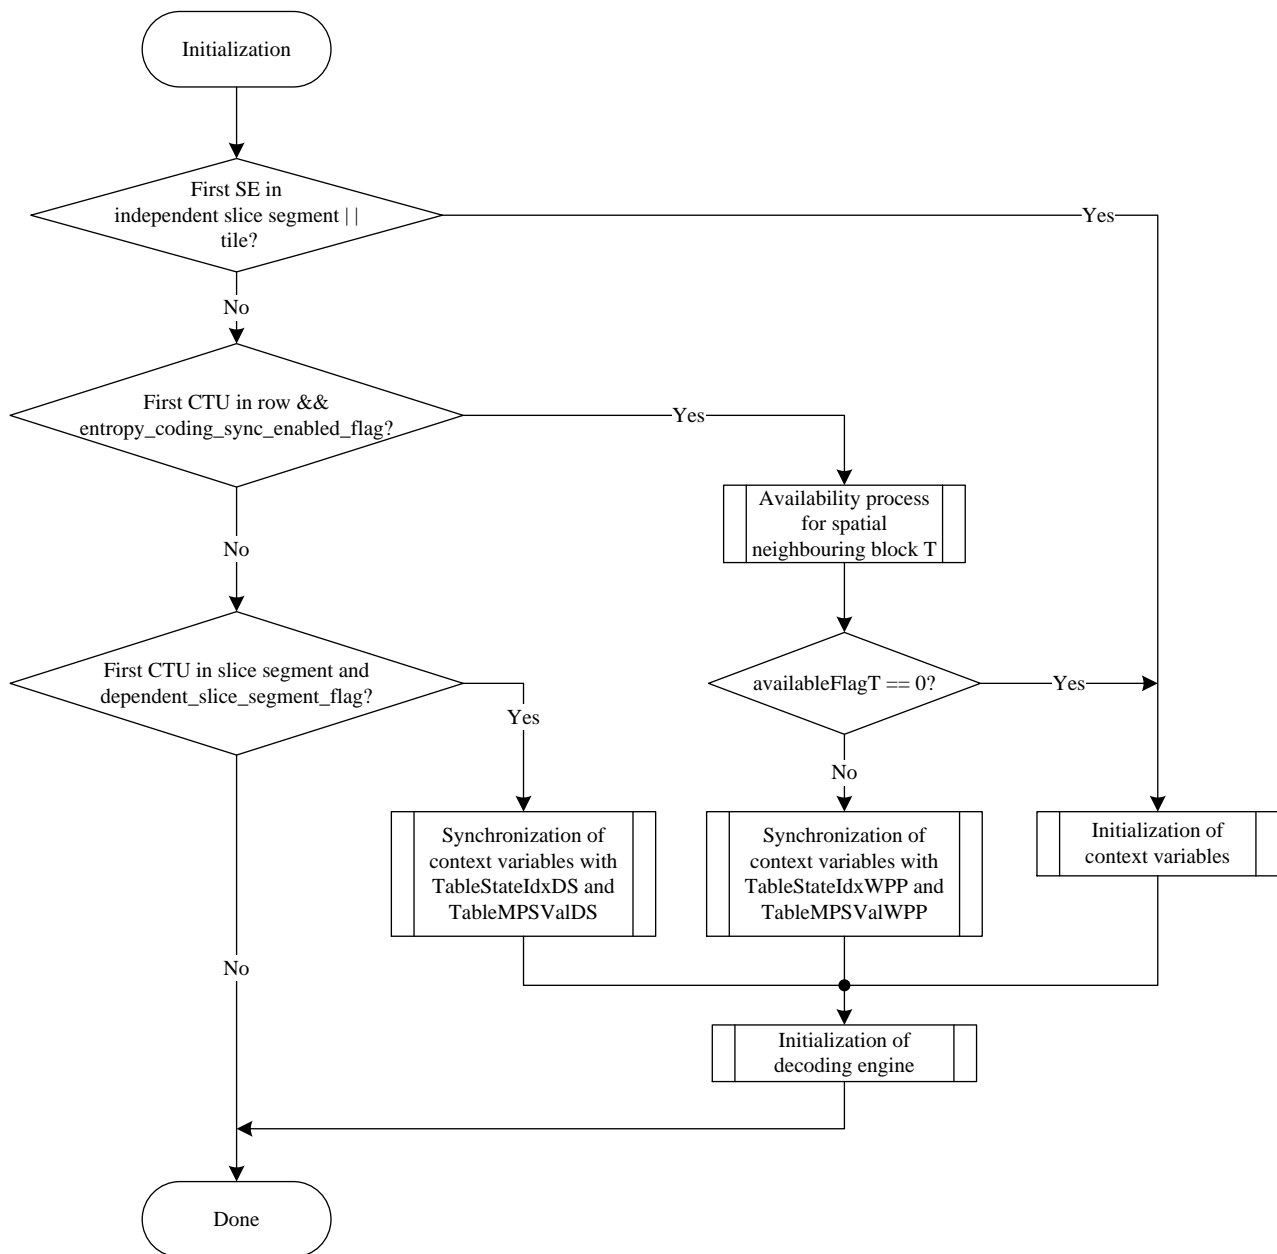 Initialization
First SE in
independent slice segment | |
tile?
Yes
No
First CTU in row &&
entropy_coding_sync_enabled_flag?
Yes
Availability process
for spatial
neighbouring block T
No
First CTU in slice segment and
dependent_slice_segment_flag?
Yes
availableFlagT == 0?
Yes
No
Synchronization of
context variables with
TableStateIdxDS and
TableMPSValDS
Synchronization of
context variables with
TableStateIdxWPP and
TableMPSValWPP
Initialization of
context variables
No
Initialization of
decoding engine
Done